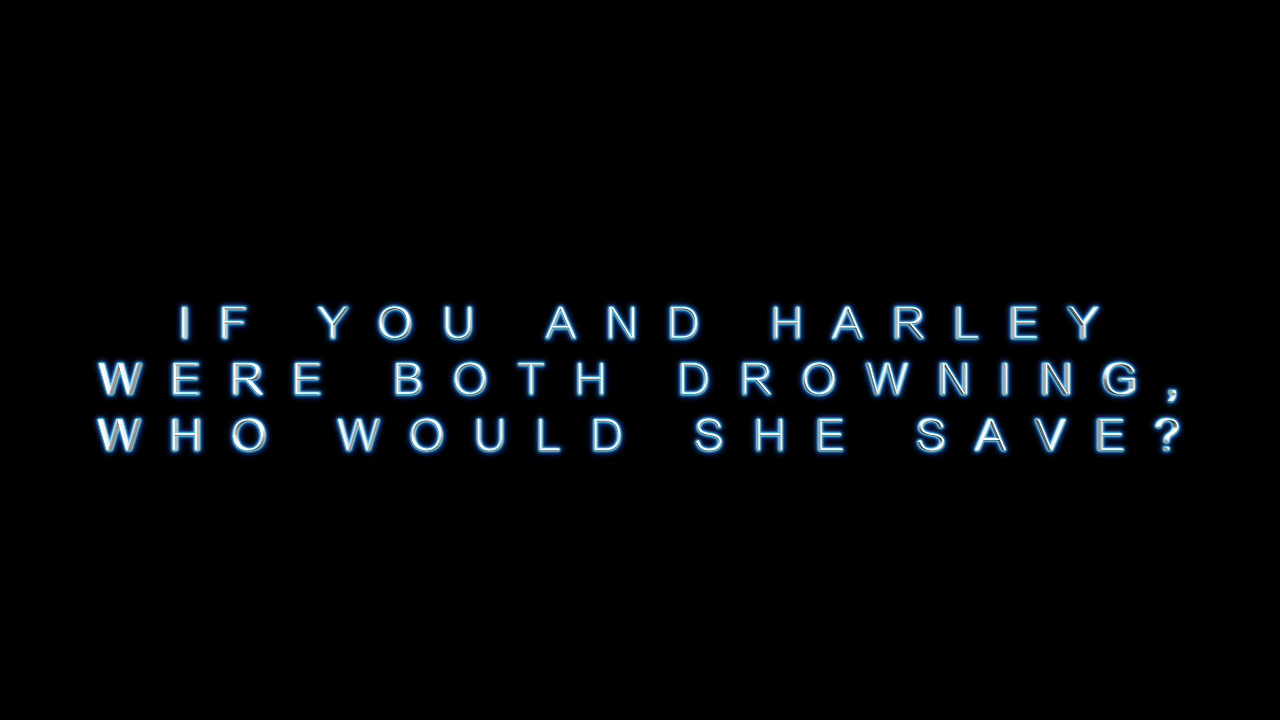 IF YOU AND HARLEY
WERE BOTH DROWNING,
WHO WOULD SHE SAVE?